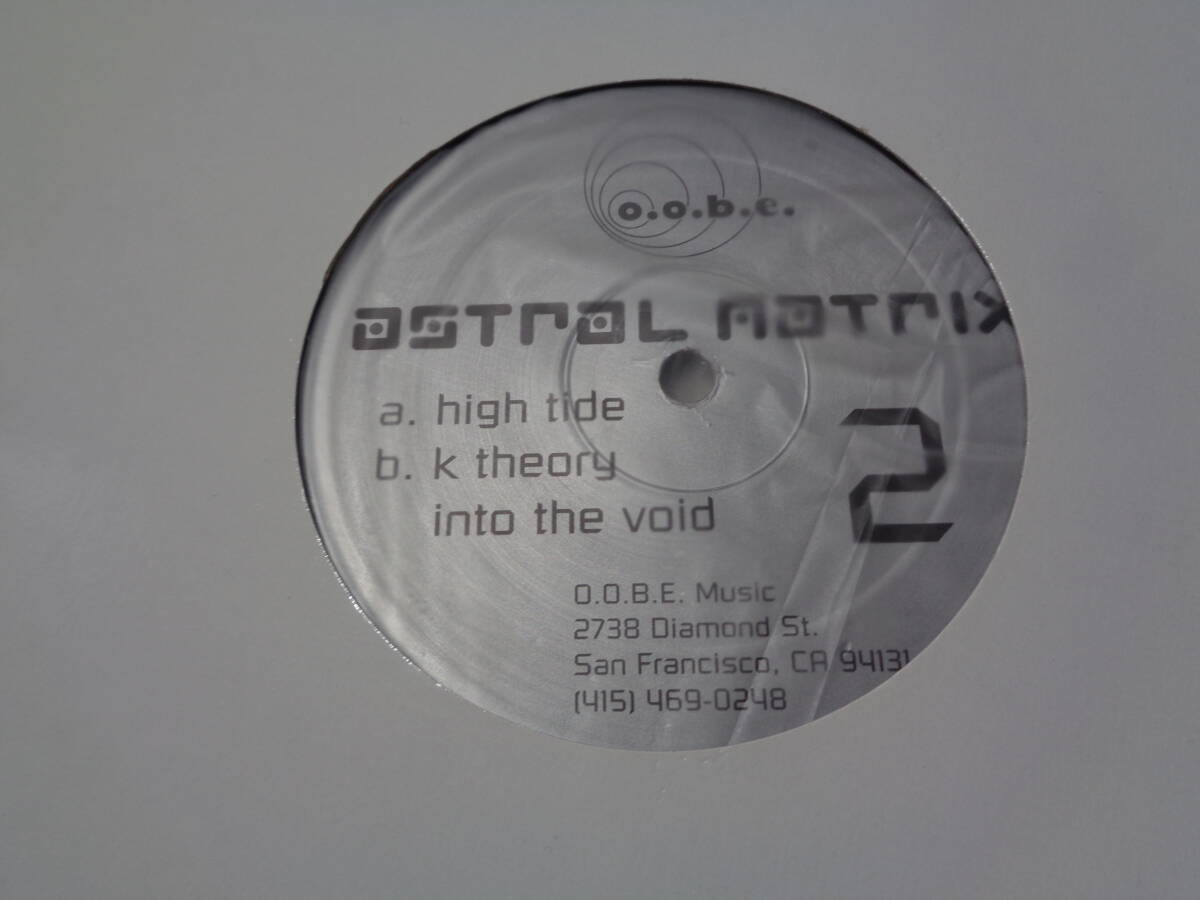 o.o.b.e.
astral matrix
a. high tide
b. k theory
into the void
2
O.O.B.E. Music
2738 Diamond St.
San Francisco, CA 94131
(415) 469-0248